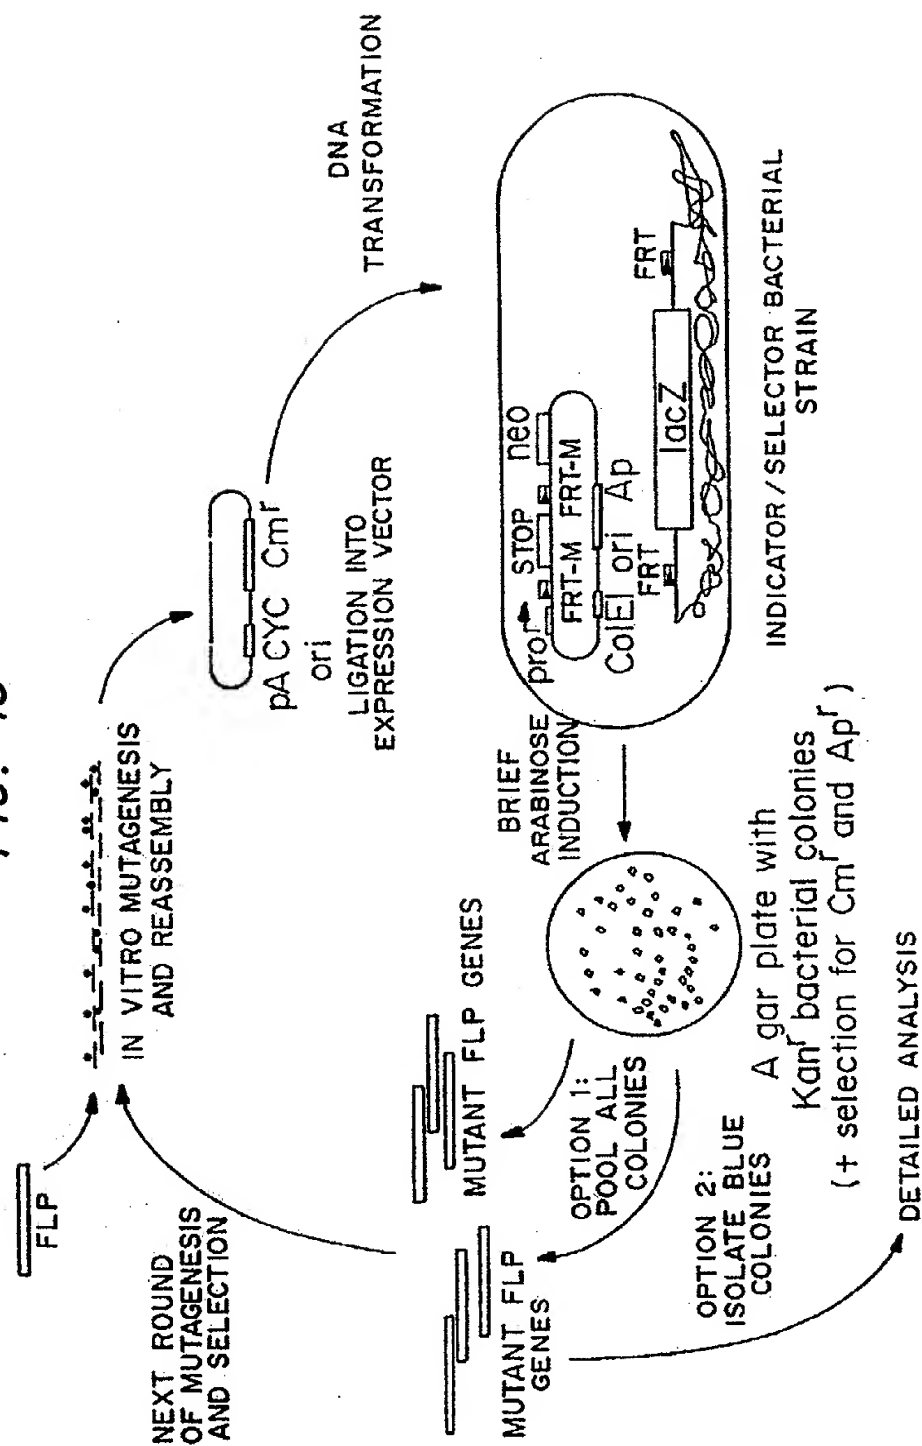 FLP
IN VITRO MUTAGENESIS
AND REASSEMBLY
NEXT ROUND
OF MUTAGENESIS
AND SELECTION
pA CYC Cmʳ
ori
LIGATION INTO
EXPRESSION VECTOR
DNA
TRANSFORMATION
pro STOP neo
FRT-M FRT-M
ColEI ori Ap
FRT
lacZ
FRT
INDICATOR/SELECTOR BACTERIAL
STRAIN
BRIEF
ARABINOSE
INDUCTION
A gar plate with
Kanʳ bacterial colonies
(+ selection for Cmʳ and Apʳ)
OPTION 1:
POOL ALL
COLONIES
MUTANT FLP GENES
OPTION 2:
ISOLATE BLUE
COLONIES
MUTANT FLP
GENES
DETAILED ANALYSIS